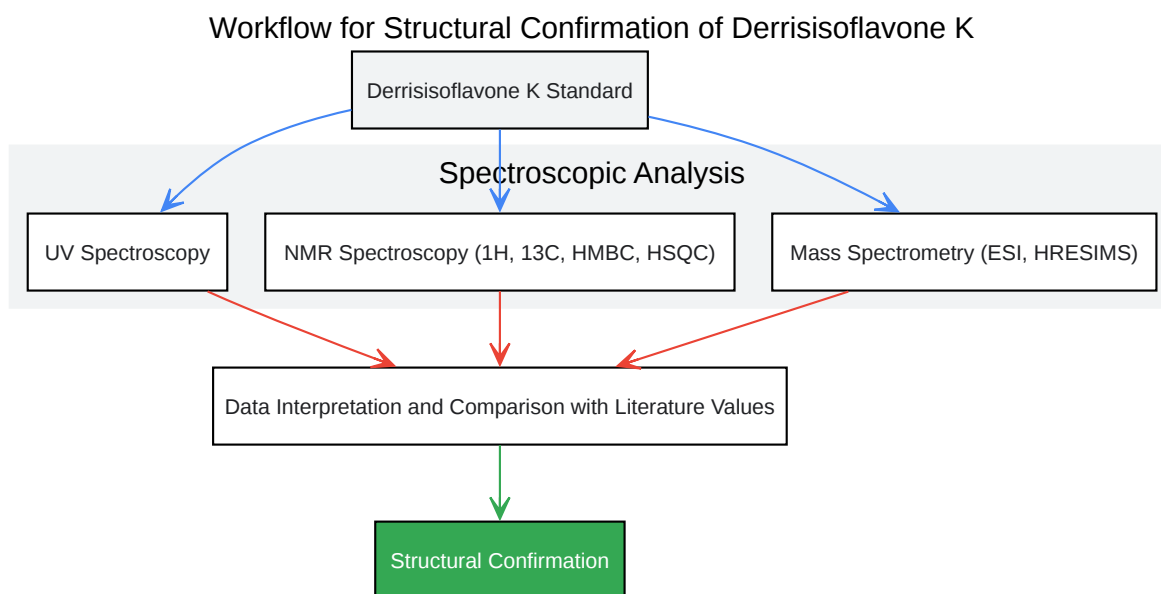 Workflow for Structural Confirmation of Derrisisoflavone K
Derrisisoflavone K Standard
Spectroscopic Analysis
UV Spectroscopy
NMR Spectroscopy (1H, 13C, HMBC, HSQC)
Mass Spectrometry (ESI, HRESIMS)
Data Interpretation and Comparison with Literature Values
Structural Confirmation